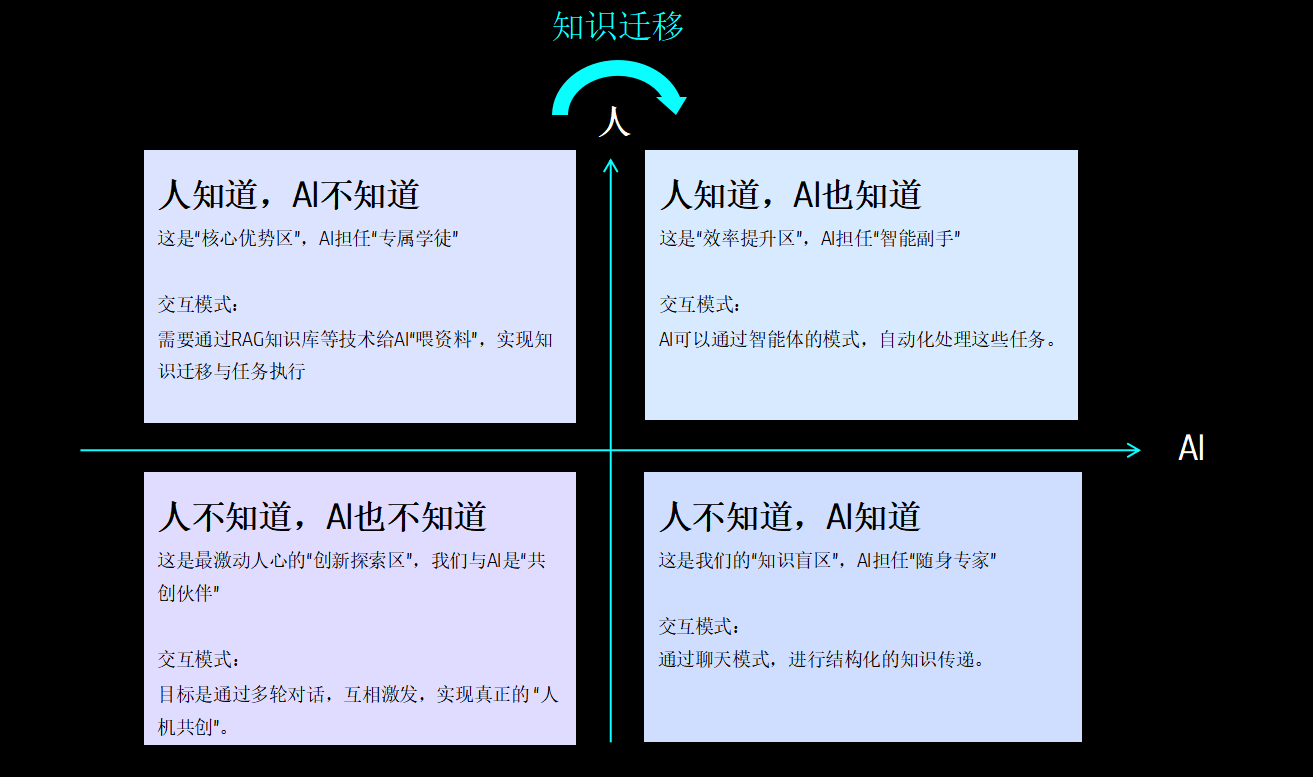 知识迁移
人
人知道，AI不知道
这是“核心优势区”，AI担任“专属学徒”
交互模式：
需要通过RAG知识库等技术给AI“喂资料”，实现知
识迁移与任务执行
人知道，AI也知道
这是“效率提升区”，AI担任“智能副手”
交互模式：
AI可以通过智能体的模式，自动化处理这些任务。
AI
人不知道，AI也不知道
这是最激动人心的“创新探索区”，我们与AI是“共
创伙伴”
交互模式：
目标是通过多轮对话，互相激发，实现真正的 “人
机共创”。
人不知道，AI知道
这是我们的“知识盲区”，AI担任“随身专家”
交互模式：
通过聊天模式，进行结构化的知识传递。